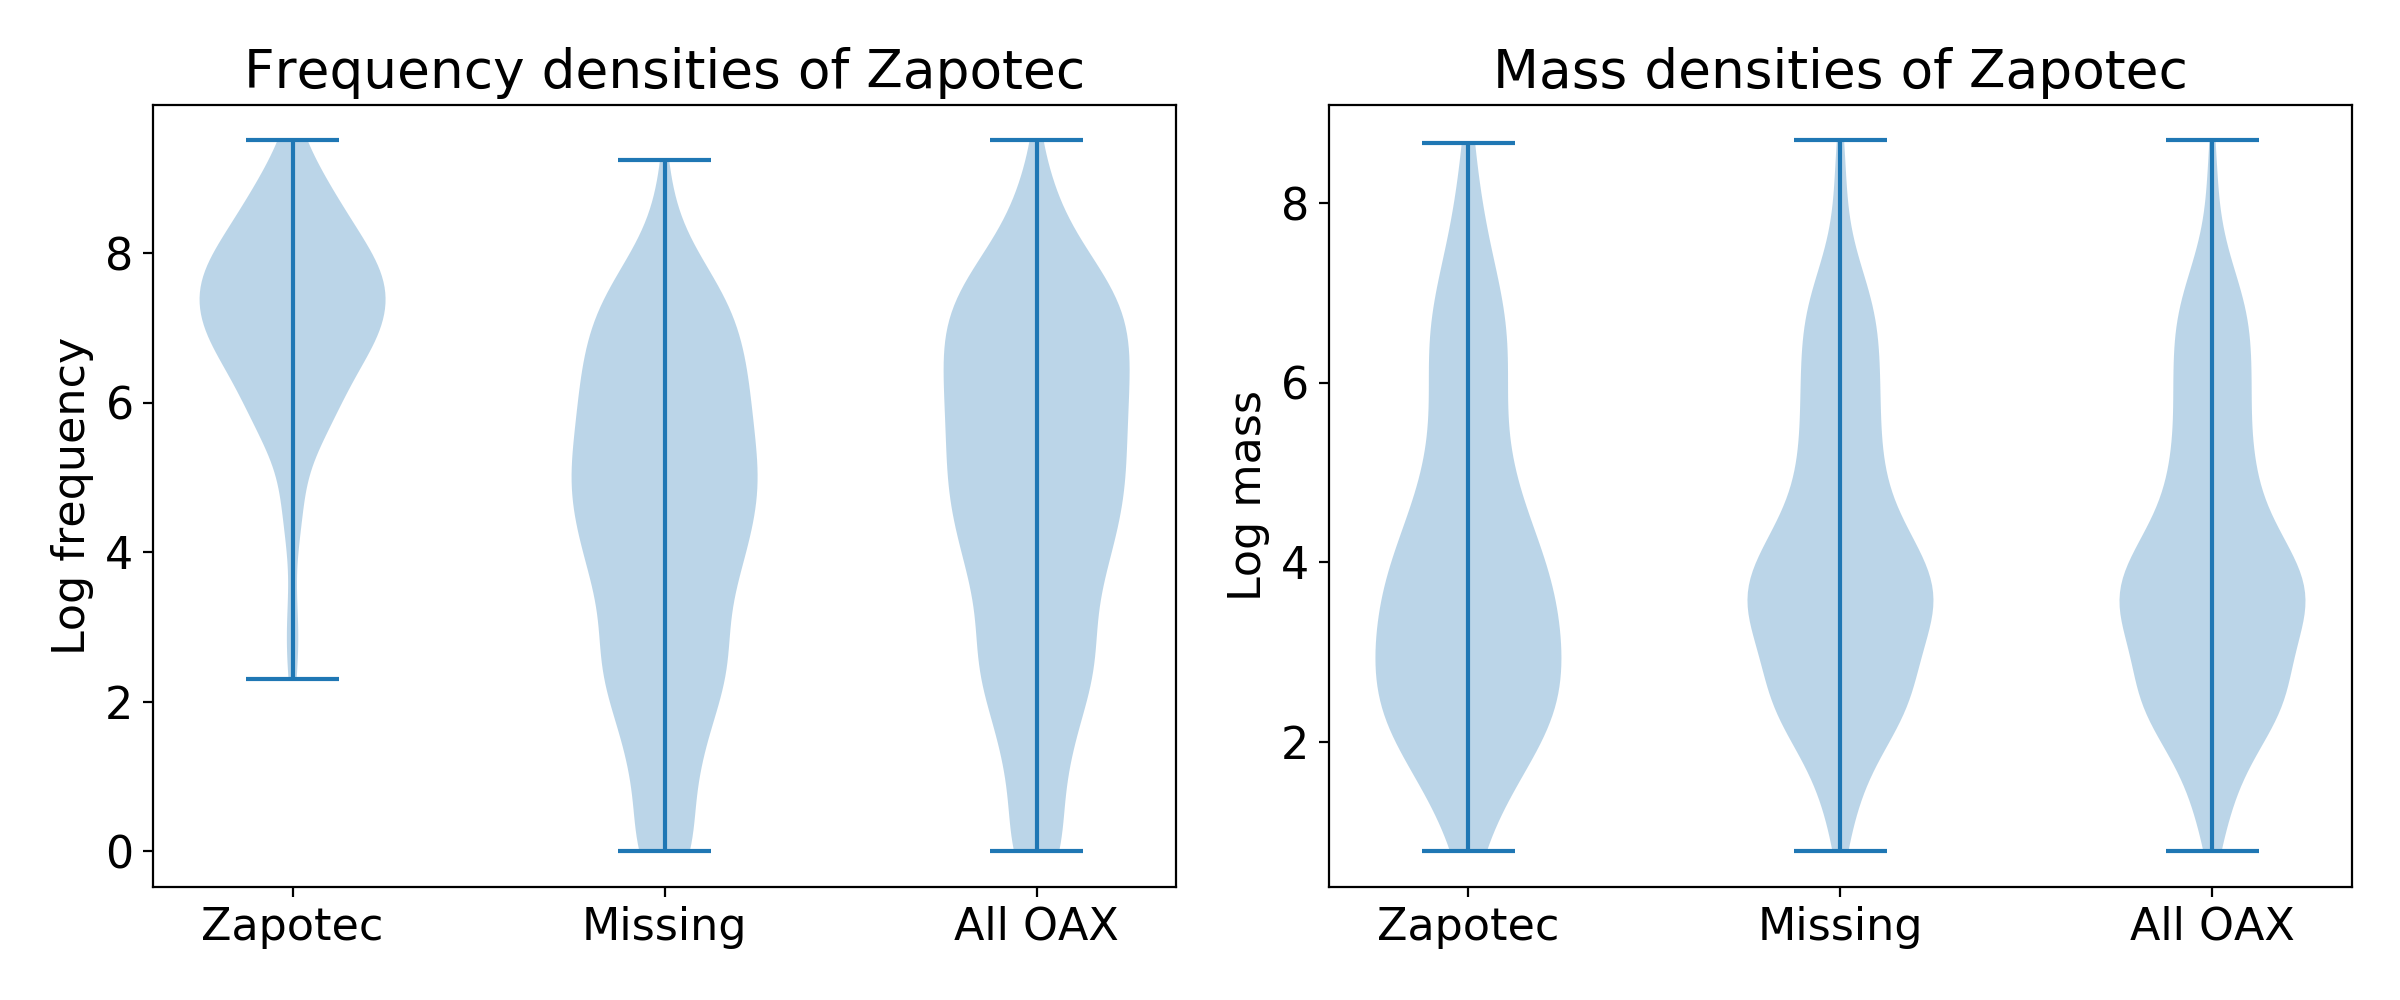 Frequency densities of Zapotec
Log frequency
8
6
4
2
0
Zapotec Missing All OAX
Mass densities of Zapotec
Log mass
8
6
4
2
Zapotec Missing All OAX